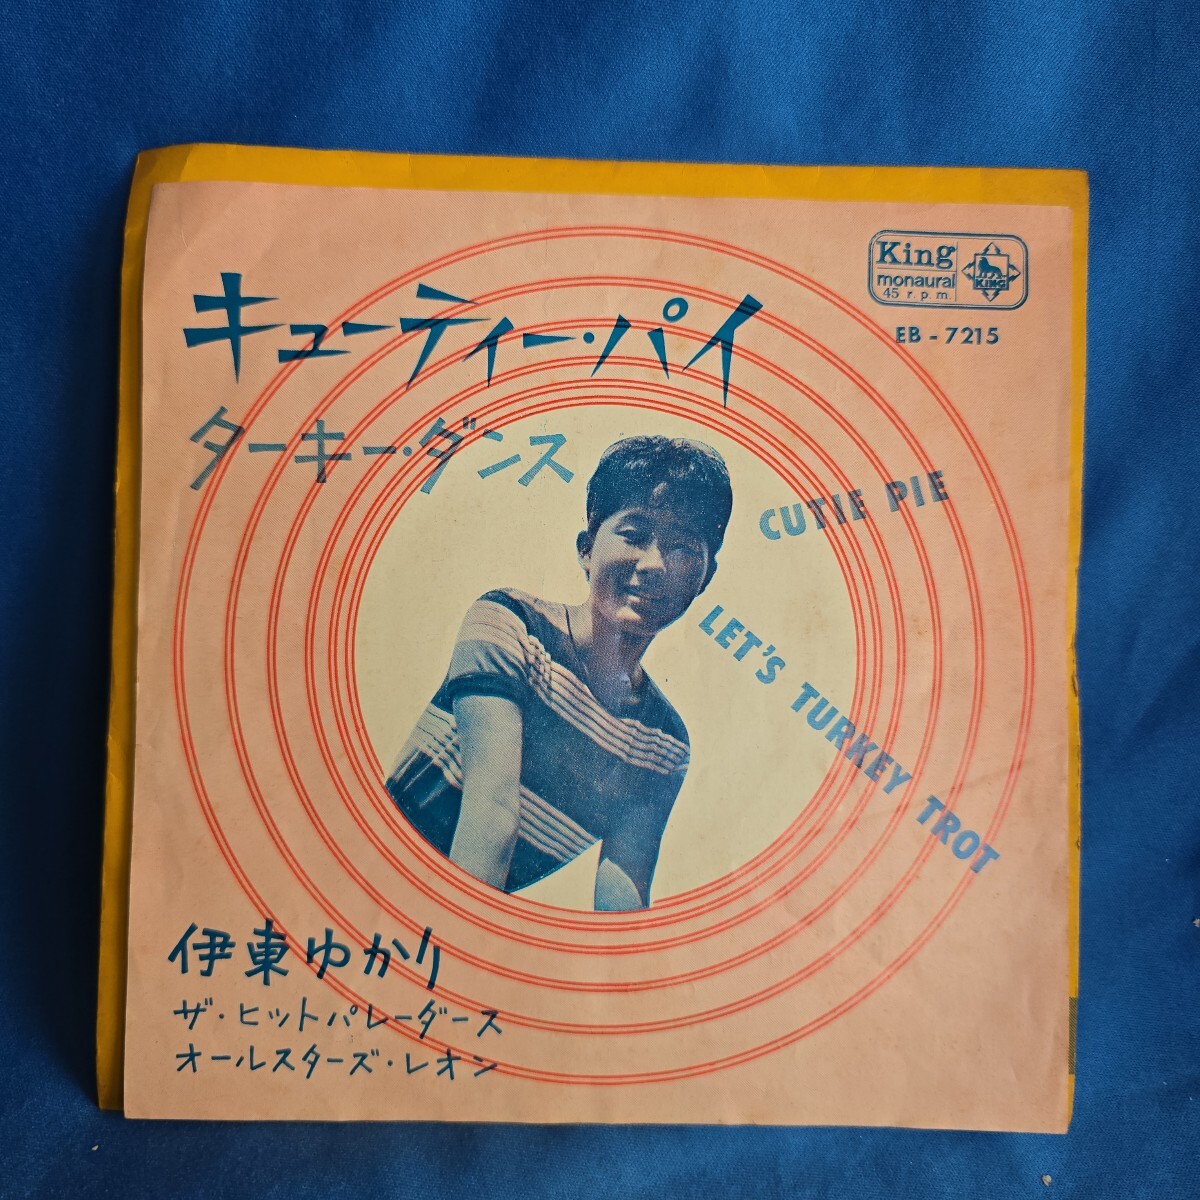 King
monaural
45 r.p.m.
KING
EB - 7215
キューティー・パイ
ターキー・ダンス
CUTIE PIE
LET'S TURKEY TROT
伊東ゆかり
ザ・ヒットパレーダース
オールスターズ・レオン